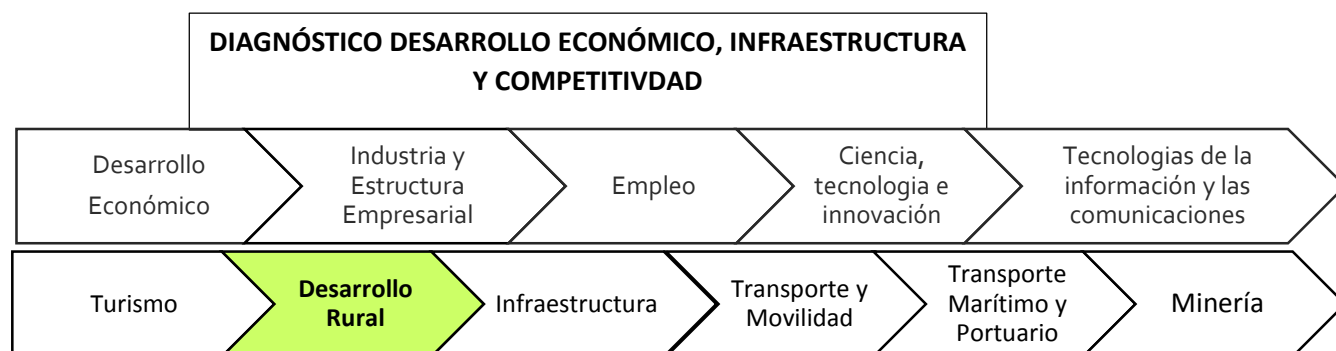 DIAGNÓSTICO DESARROLLO ECONÓMICO, INFRAESTRUCTURA
Y COMPETITIVDAD
Desarrollo
Económico
Industria y
Estructura
Empresarial
Empleo
Ciencia,
tecnologia e
innovación
Tecnologias de la
información y las
comunicaciones
Turismo
Desarrollo
Rural
Infraestructura
Transporte y
Movilidad
Transporte
Marítimo y
Portuario
Minería